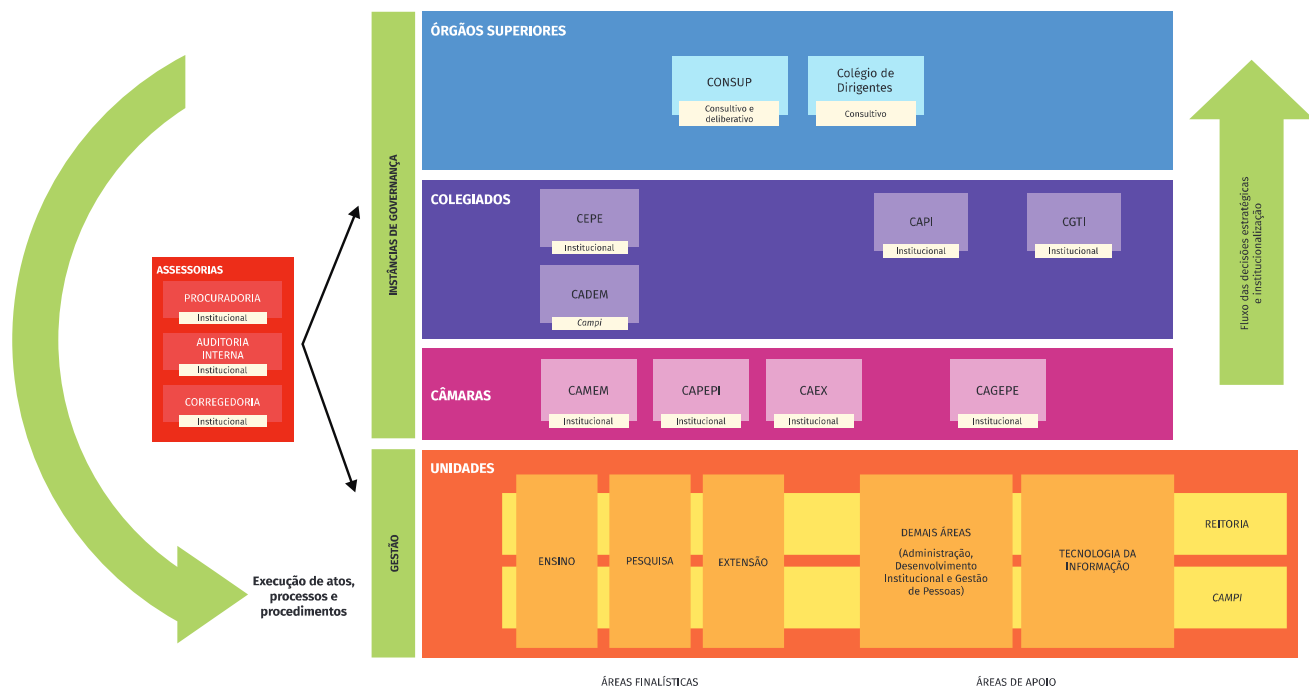 ÓRGÃOS SUPERIORES
CONSUP
Consultivo e
deliberativo
Colégio de
Dirigentes
Consultivo
INSTÂNCIAS DE GOVERNANÇA
COLEGIADOS
CEPE
Institucional
CADEM
Campi
CAPI
Institucional
CGTI
Institucional
Fluxo das decisões estratégicas
e institucionalização
ASSESSORIAS
PROCURADORIA
Institucional
AUDITORIA
INTERNA
Institucional
CORREGEDORIA
Institucional
CÂMARAS
CAMEM
Institucional
CAPEPI
Institucional
CAEX
Institucional
CAGEPE
Institucional
GESTÃO
UNIDADES
ENSINO
PESQUISA
EXTENSÃO
DEMAIS ÁREAS
(Administração,
Desenvolvimento
Institucional e Gestão
de Pessoas)
TECNOLOGIA DA
INFORMAÇÃO
REITORIA
CAMPI
Execução de atos,
processos e
procedimentos
ÁREAS FINALÍSTICAS
ÁREAS DE APOIO